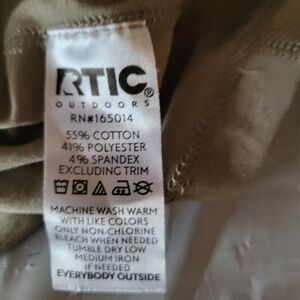 RTIC®
OUTDOORS
RN#165014
55% COTTON
41% POLYESTER
4% SPANDEX
EXCLUDING TRIM
MACHINE WASH WARM
WITH LIKE COLORS
ONLY NON-CHLORINE
BLEACH WHEN NEEDED
TUMBLE DRY LOW
MEDIUM IRON
IF NEEDED
EVERYBODY OUTSIDE